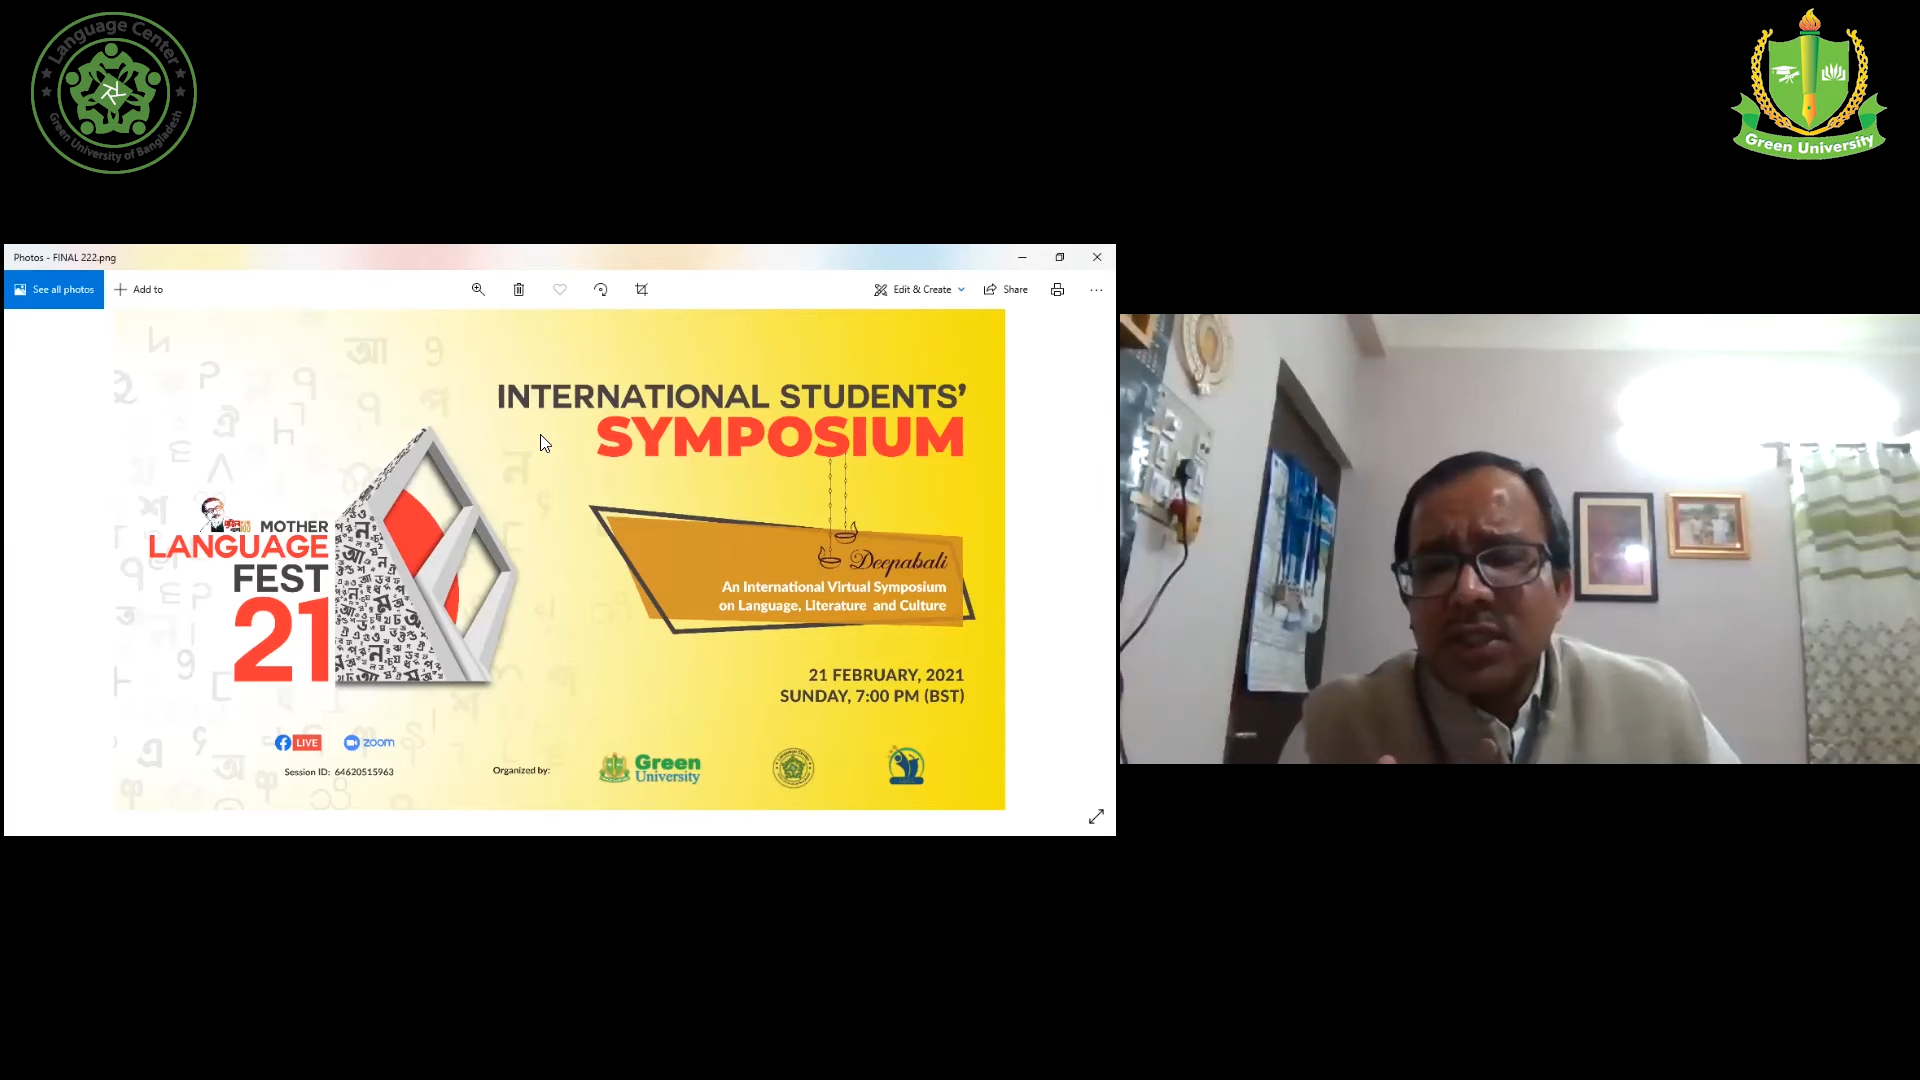 Language Center
Green University of Bangladesh
Green University
Photos - FINAL 222.png
See all photos
Add to
Edit & Create
Share
INTERNATIONAL STUDENTS’
SYMPOSIUM
MOTHER
LANGUAGE
FEST
21
Deepabali
An International Virtual Symposium
on Language, Literature and Culture
21 FEBRUARY, 2021
SUNDAY, 7:00 PM (BST)
LIVE
zoom
Session ID: 64620515963
Organized by:
Green
University